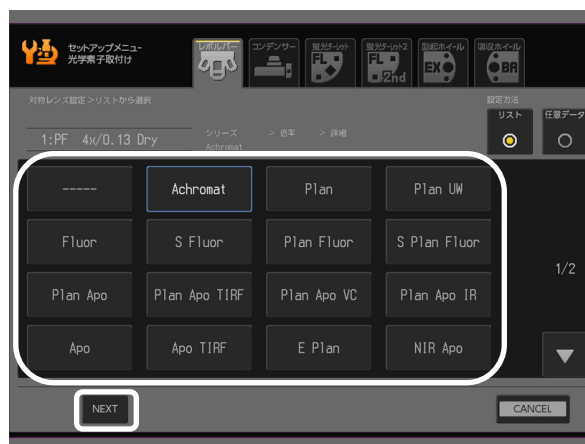 セットアップメニュー
光学素子取付け
レボルバー
コンデンサー
蛍光ターレット
FL
蛍光ターレット2
FL
2nd
励起ホイール
EX
吸収ホイール
BA
対物レンズ設定 >リストから選択
設定方法
1:PF 4x/0.13 Dry
シリーズ > 倍率 > 詳細
Achromat
リスト
任意データ
-----
Achromat
Plan
Plan UW
Fluor
S Fluor
Plan Fluor
S Plan Fluor
Plan Apo
Plan Apo TIRF
Plan Apo VC
Plan Apo IR
Apo
Apo TIRF
E Plan
NIR Apo
1/2
NEXT
CANCEL